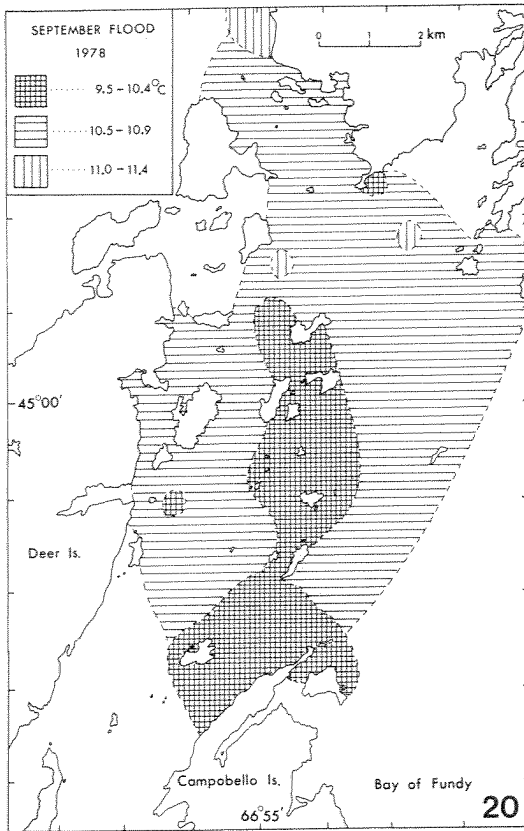 SEPTEMBER FLOOD
1978
9.5 – 10.4°C
10.5 – 10.9
11.0 – 11.4
0 1 2 km
45°00'
Deer Is.
Campobello Is.
Bay of Fundy
66°55'
20